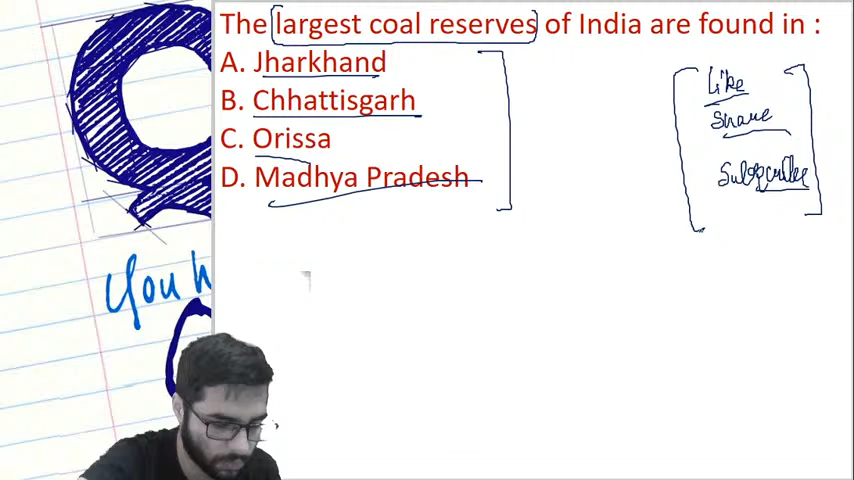 The largest coal reserves of India are found in :
A. Jharkhand
B. Chhattisgarh
C. Orissa
D. Madhya Pradesh
Like
Share
Subscribe
You